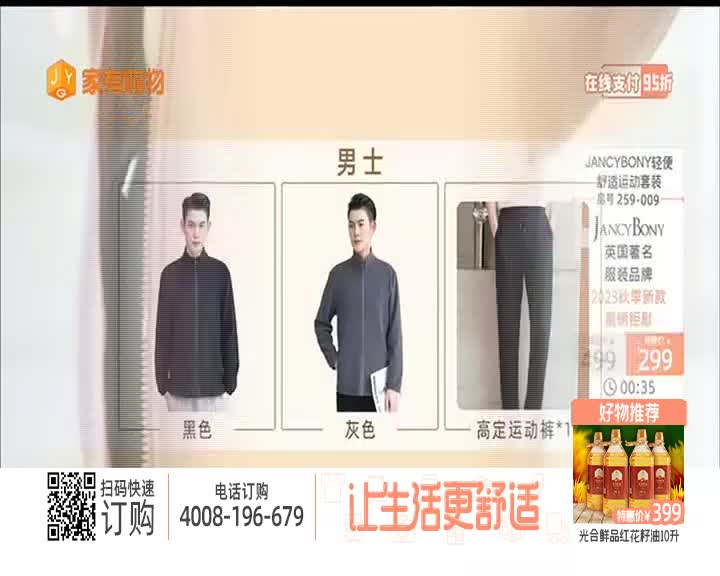 JYG 家有购物
在线支付 95折
男士
JANCYBONY轻便
舒适运动套装
编号 259-009
JANCYBONY
英国著名
服装品牌
2023秋季新款
特惠价¥
299
00:35
黑色
灰色
高定运动裤*1
好物推荐
特惠价¥399
光合鲜品红花籽油10升
扫码快速
订购
电话订购
4008-196-679
让生活更舒适